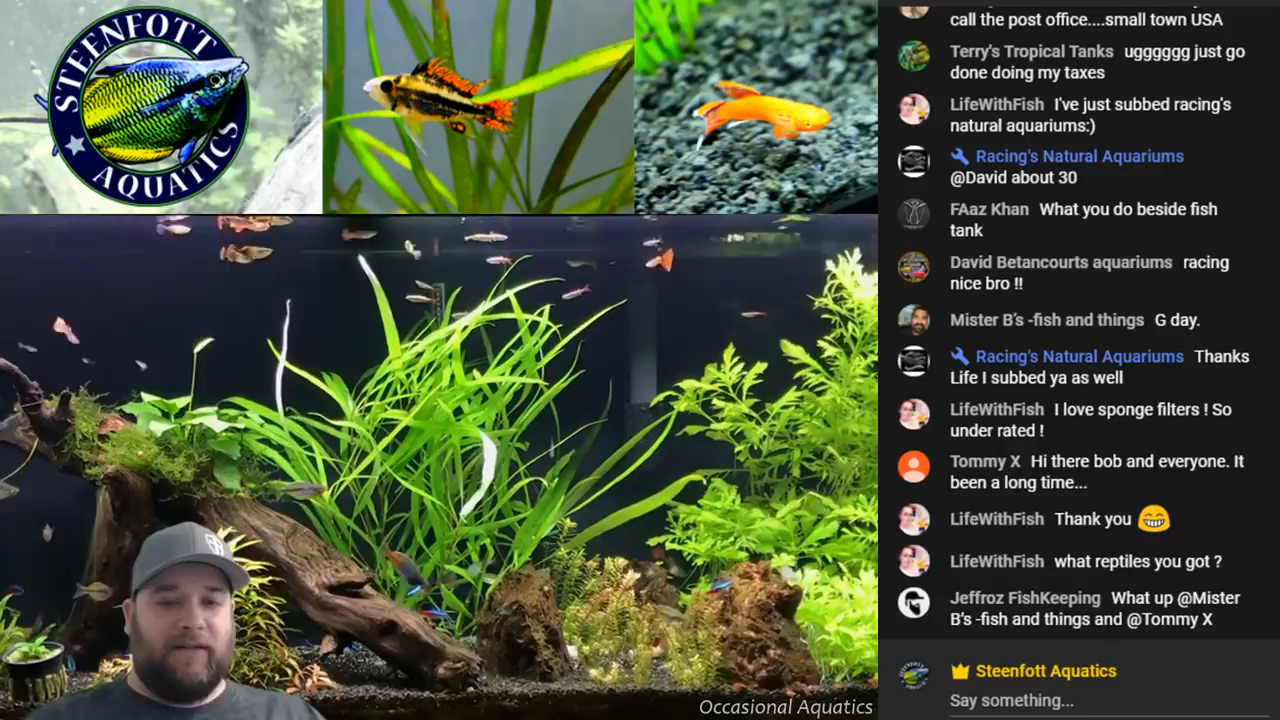 STEENFOTT
AQUATICS
Occasional Aquatics
call the post office....small town USA
Terry's Tropical Tanks ugggggg just go
done doing my taxes
LifeWithFish I've just subbed racing's
natural aquariums:)
Racing's Natural Aquariums
@David about 30
FAaz Khan What you do beside fish
tank
David Betancourts aquariums racing
nice bro !!
Mister B's -fish and things G day.
Racing's Natural Aquariums Thanks
Life I subbed ya as well
LifeWithFish I love sponge filters ! So
under rated !
Tommy X Hi there bob and everyone. It
been a long time...
LifeWithFish Thank you 😁
LifeWithFish what reptiles you got ?
Jeffroz FishKeeping What up @Mister
B's -fish and things and @Tommy X
Steenfott Aquatics
Say something...